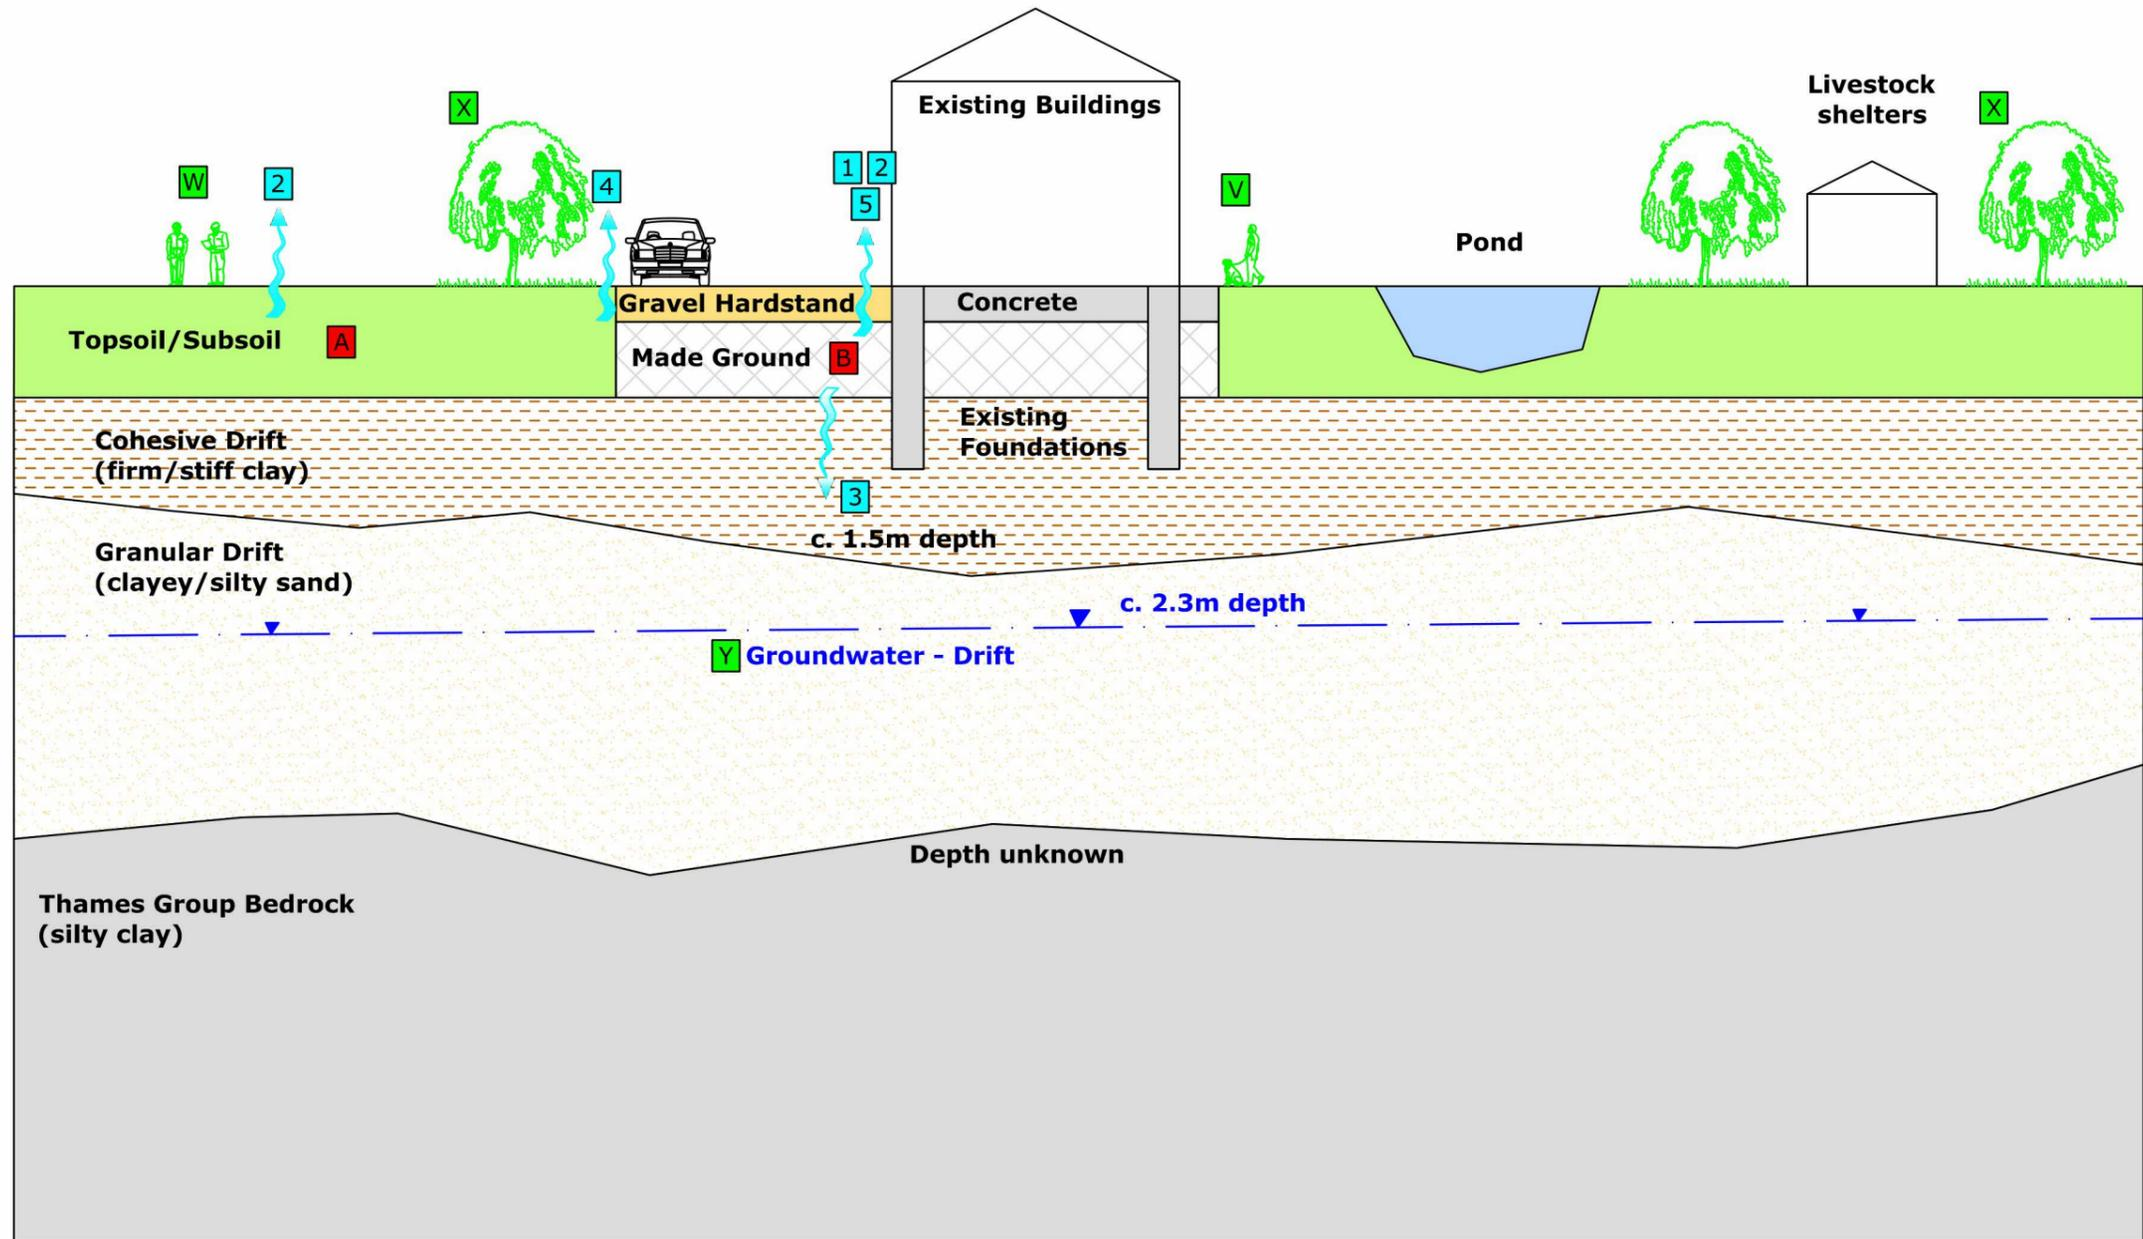 Existing Buildings
Livestock
shelters
X
X
W
2
4
1 2
5
V
Pond
Gravel Hardstand
Concrete
Topsoil/Subsoil
A
Made Ground
B
Existing
Foundations
Cohesive Drift
(firm/stiff clay)
3
c. 1.5m depth
Granular Drift
(clayey/silty sand)
c. 2.3m depth
Y Groundwater - Drift
Depth unknown
Thames Group Bedrock
(silty clay)